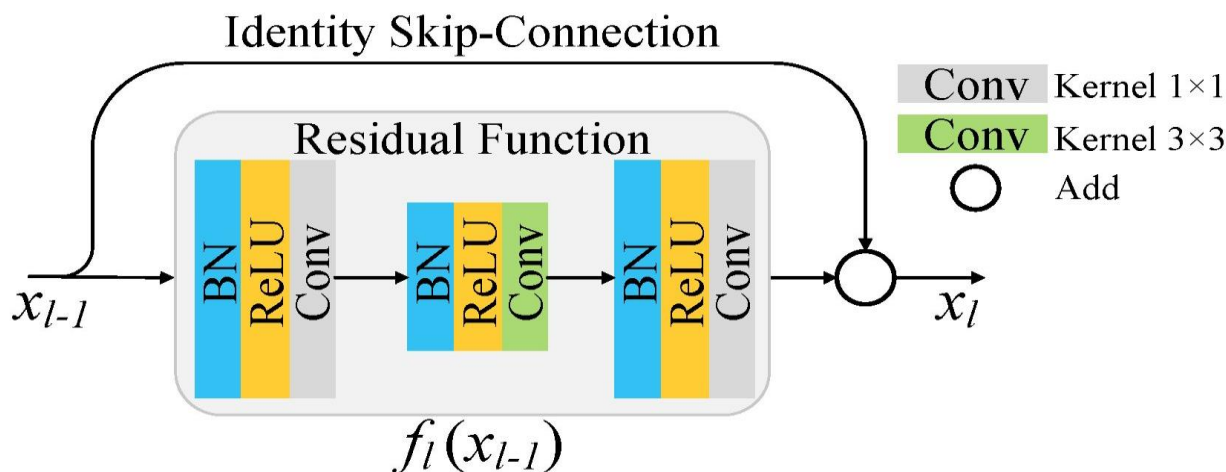 Identity Skip-Connection
Conv Kernel 1×1
Conv Kernel 3×3
Add
Residual Function
BN
ReLU
Conv
BN
ReLU
Conv
BN
ReLU
Conv
x_{l-1}
x_l
f_l(x_{l-1})